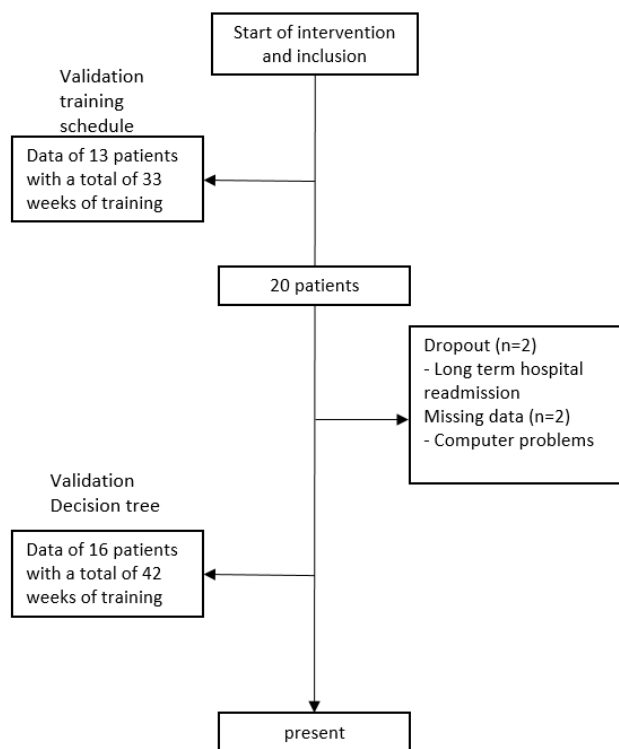 Start of intervention
and inclusion
Validation
training
schedule
Data of 13 patients
with a total of 33
weeks of training
20 patients
Dropout (n=2)
- Long term hospital
readmission
Missing data (n=2)
- Computer problems
Validation
Decision tree
Data of 16 patients
with a total of 42
weeks of training
present